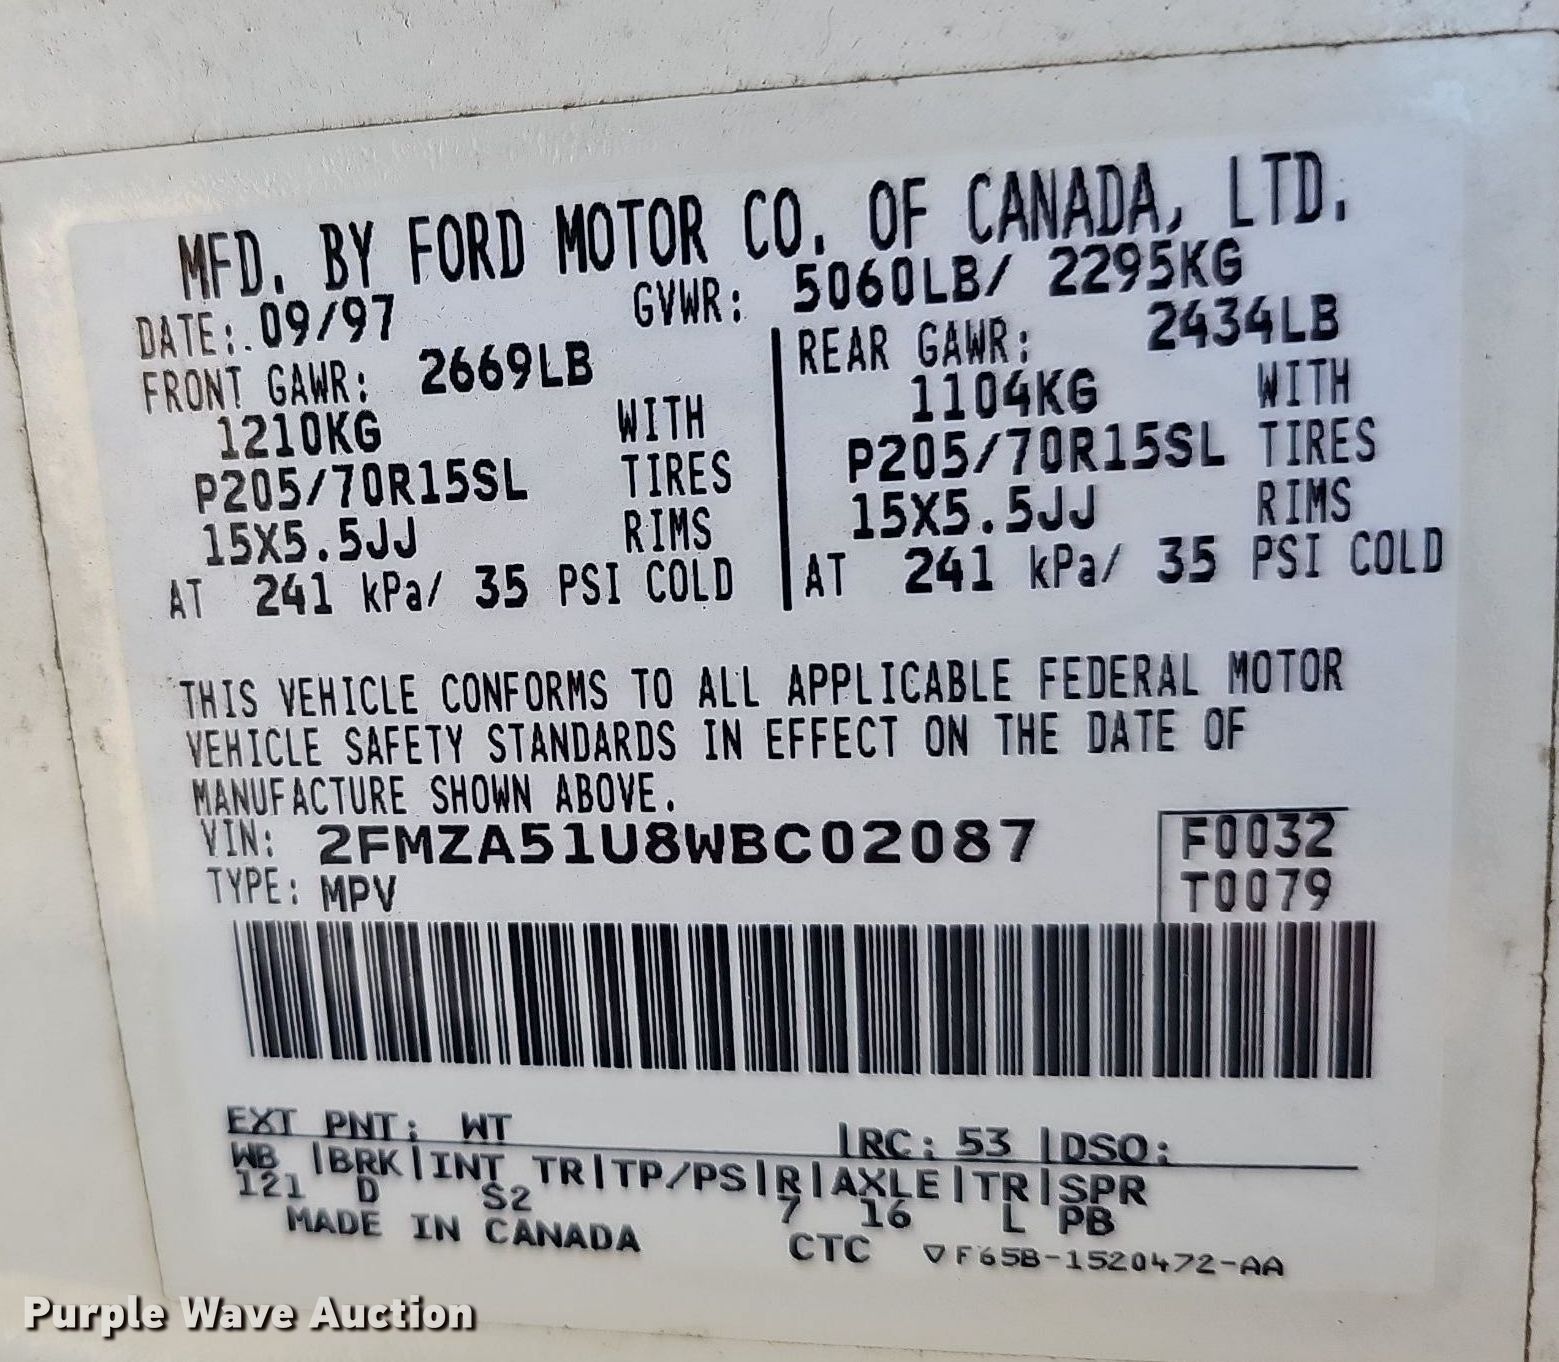 MFD. BY FORD MOTOR CO. OF CANADA, LTD.
DATE: 09/97 GVWR: 5060LB/ 2295KG
FRONT GAWR: 2669LB
1210KG WITH
P205/70R15SL TIRES
15X5.5JJ RIMS
AT 241 kPa/ 35 PSI COLD
REAR GAWR: 2434LB
1104KG WITH
P205/70R15SL TIRES
15X5.5JJ RIMS
AT 241 kPa/ 35 PSI COLD
THIS VEHICLE CONFORMS TO ALL APPLICABLE FEDERAL MOTOR
VEHICLE SAFETY STANDARDS IN EFFECT ON THE DATE OF
MANUFACTURE SHOWN ABOVE.
VIN: 2FMZA51U8WBC02087 F0032
TYPE: MPV T0079
EXT PNT: WT |RC: 53 |DSO:
WB |BRK|INT TR|TP/PS|R|AXLE|TR|SPR
121 D S2 7 16 L PB
MADE IN CANADA CTC ▽F65B-1520472-AA
Purple Wave Auction